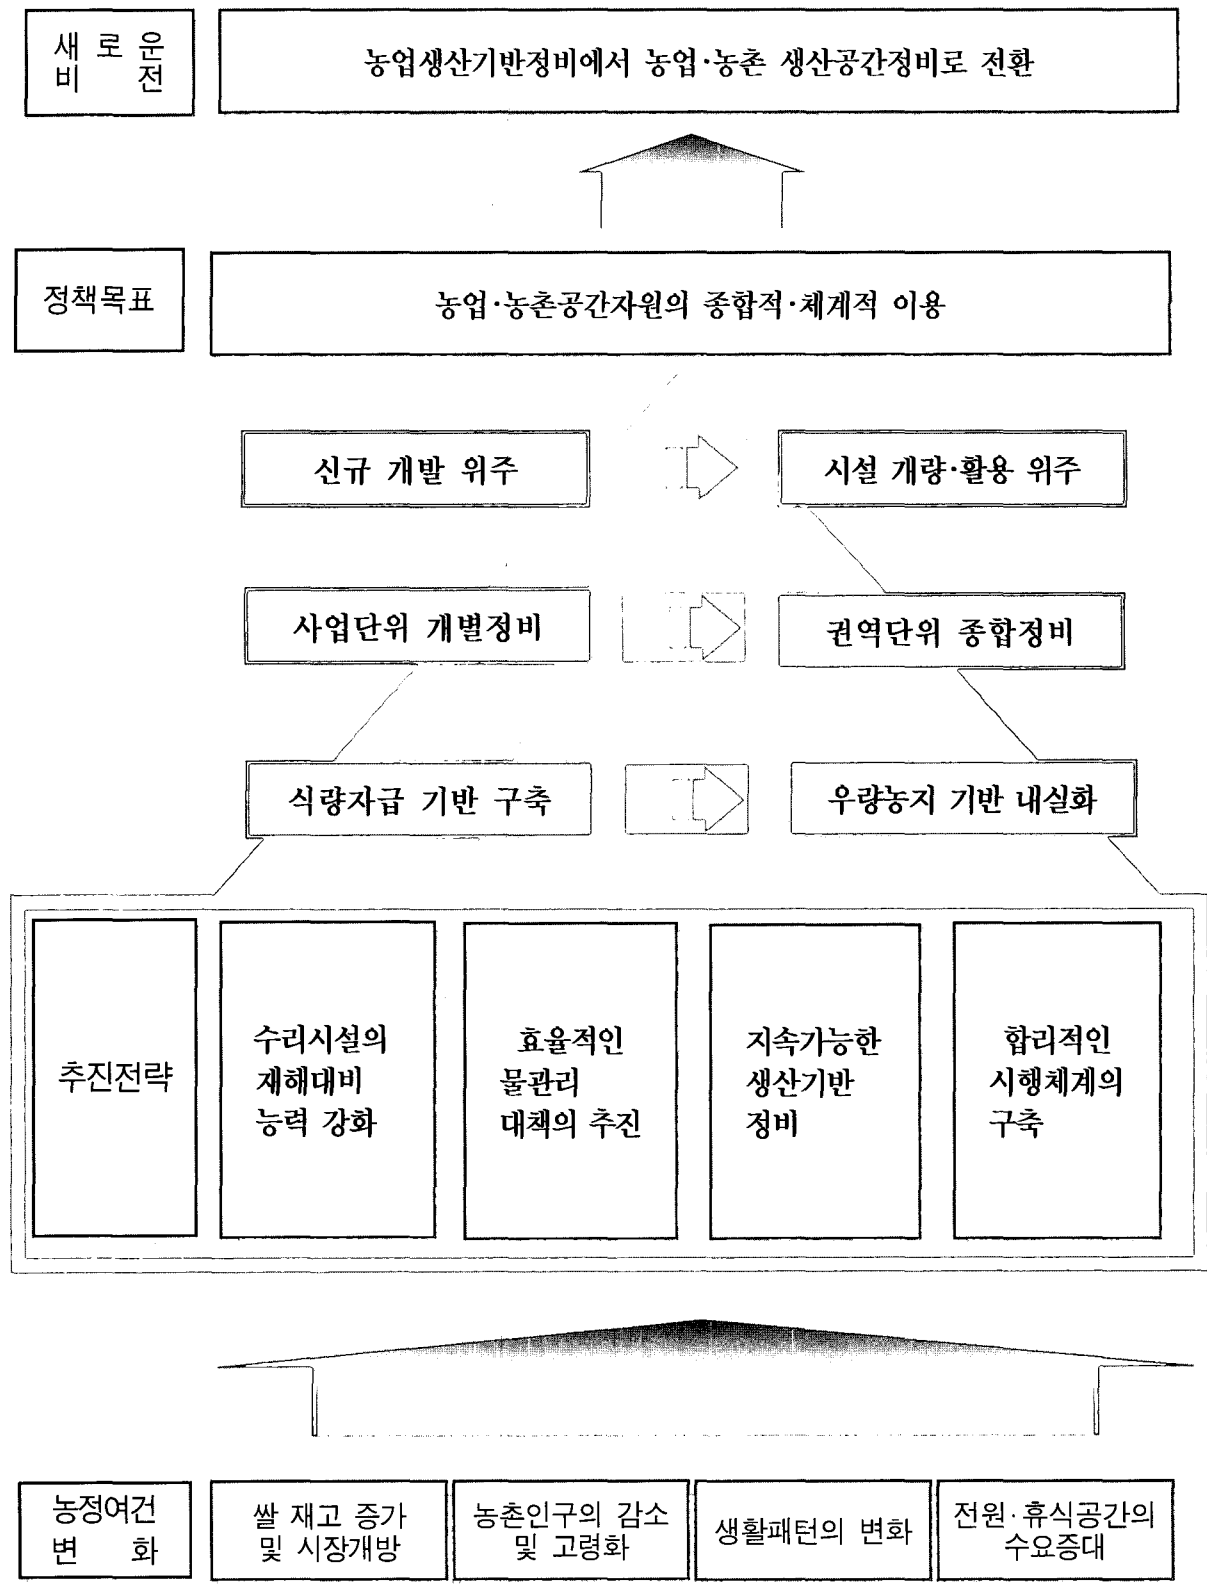 새 로 운
비 전
농업생산기반정비에서 농업·농촌 생산공간정비로 전환
정책목표
농업·농촌공간자원의 종합적·체계적 이용
신규 개발 위주
시설 개량·활용 위주
사업단위 개별정비
권역단위 종합정비
식량자급 기반 구축
우량농지 기반 내실화
추진전략
수리시설의
재해대비
능력 강화
효율적인
물관리
대책의 추진
지속가능한
생산기반
정비
합리적인
시행체계의
구축
농정여건
변 화
쌀 재고 증가
및 시장개방
농촌인구의 감소
및 고령화
생활패턴의 변화
전원·휴식공간의
수요증대